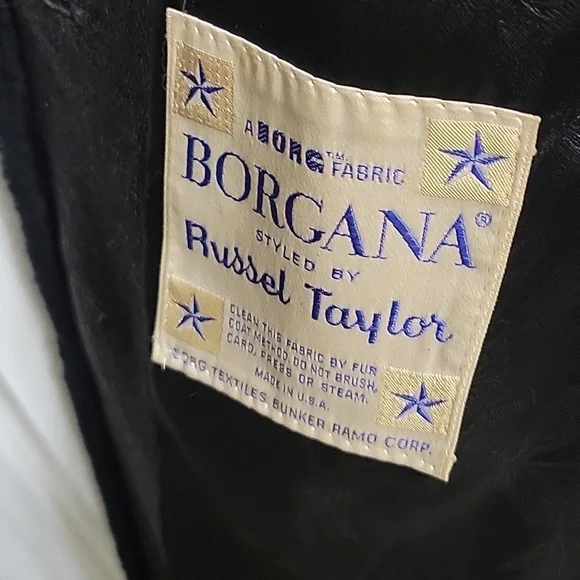 A BORG™ FABRIC
BORGANA®
STYLED BY
Russel Taylor
CLEAN THIS FABRIC BY FUR
COAT METHOD. DO NOT BRUSH,
CARD, PRESS OR STEAM.
MADE IN U.S.A.
BORG TEXTILES BUNKER RAMO CORP.